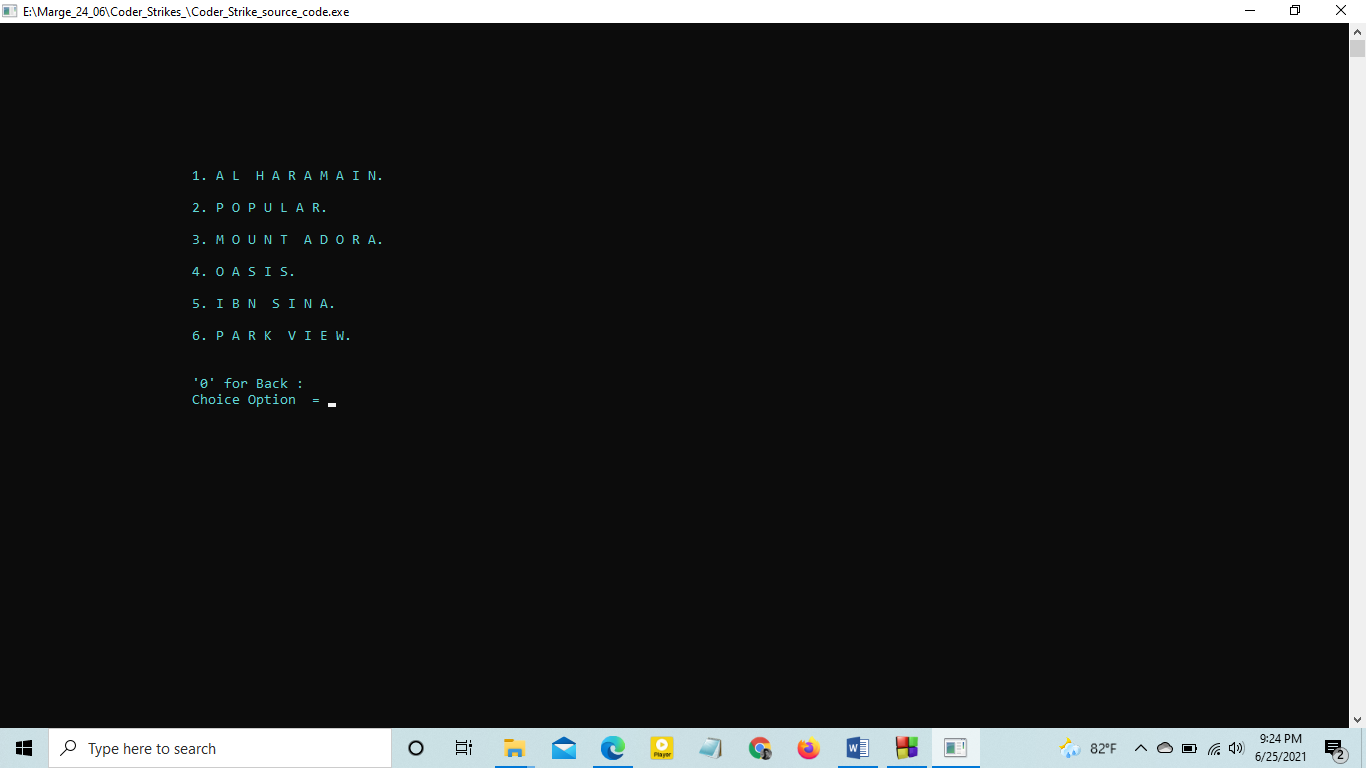 E:\Marge_24_06\Coder_Strikes_\Coder_Strike_source_code.exe
1. A L  H A R A M A I N.
2. P O P U L A R.
3. M O U N T  A D O R A.
4. O A S I S.
5. I B N  S I N A.
6. P A R K  V I E W.
'0' for Back :
Choice Option  =
Type here to search
Player
82°F
9:24 PM
6/25/2021
2